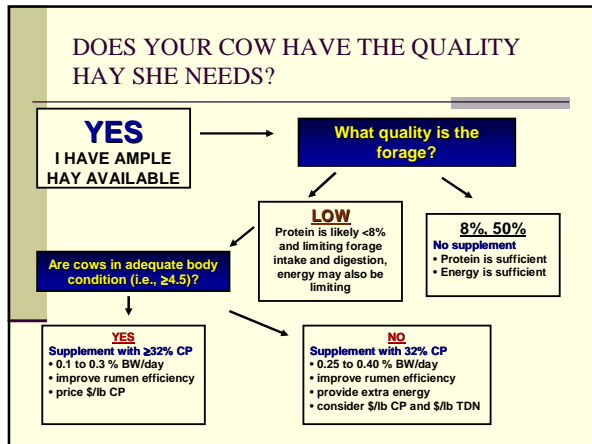 DOES YOUR COW HAVE THE QUALITY
HAY SHE NEEDS?
YES
I HAVE AMPLE
HAY AVAILABLE
What quality is the
forage?
LOW
Protein is likely <8%
and limiting forage
intake and digestion,
energy may also be
limiting
8%, 50%
No supplement
• Protein is sufficient
• Energy is sufficient
Are cows in adequate body
condition (i.e., ≥4.5)?
YES
Supplement with ≥32% CP
• 0.1 to 0.3 % BW/day
• improve rumen efficiency
• price $/lb CP
NO
Supplement with 32% CP
• 0.25 to 0.40 % BW/day
• improve rumen efficiency
• provide extra energy
• consider $/lb CP and $/lb TDN